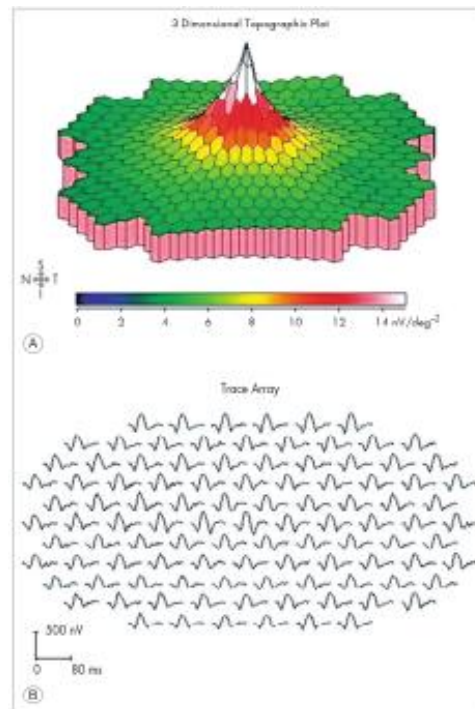 3 Dimensional Topographic Plot
S
N T
I
0 2 4 6 8 10 12 14 nV/deg⁻²
A
Trace Array
500 nV
0 80 ms
B